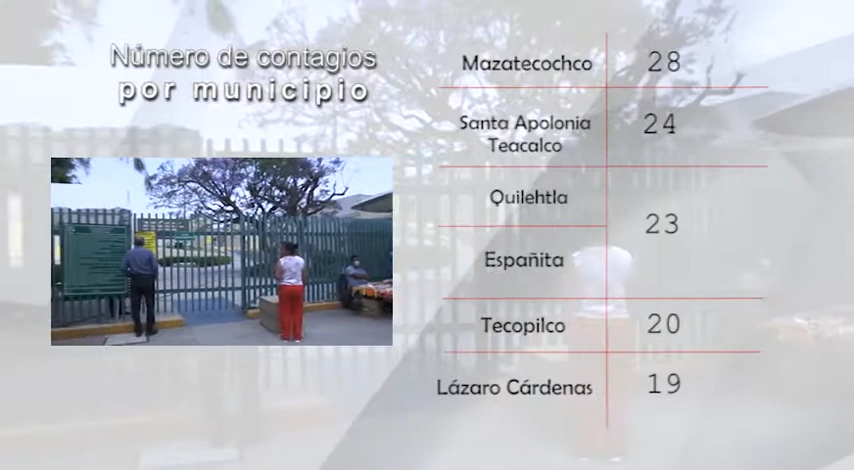 Número de contagios
por municipio
Mazatecochco 28
Santa Apolonia
Teacalco 24
Quilehtla
23
Españita
Tecopilco 20
Lázaro Cárdenas 19